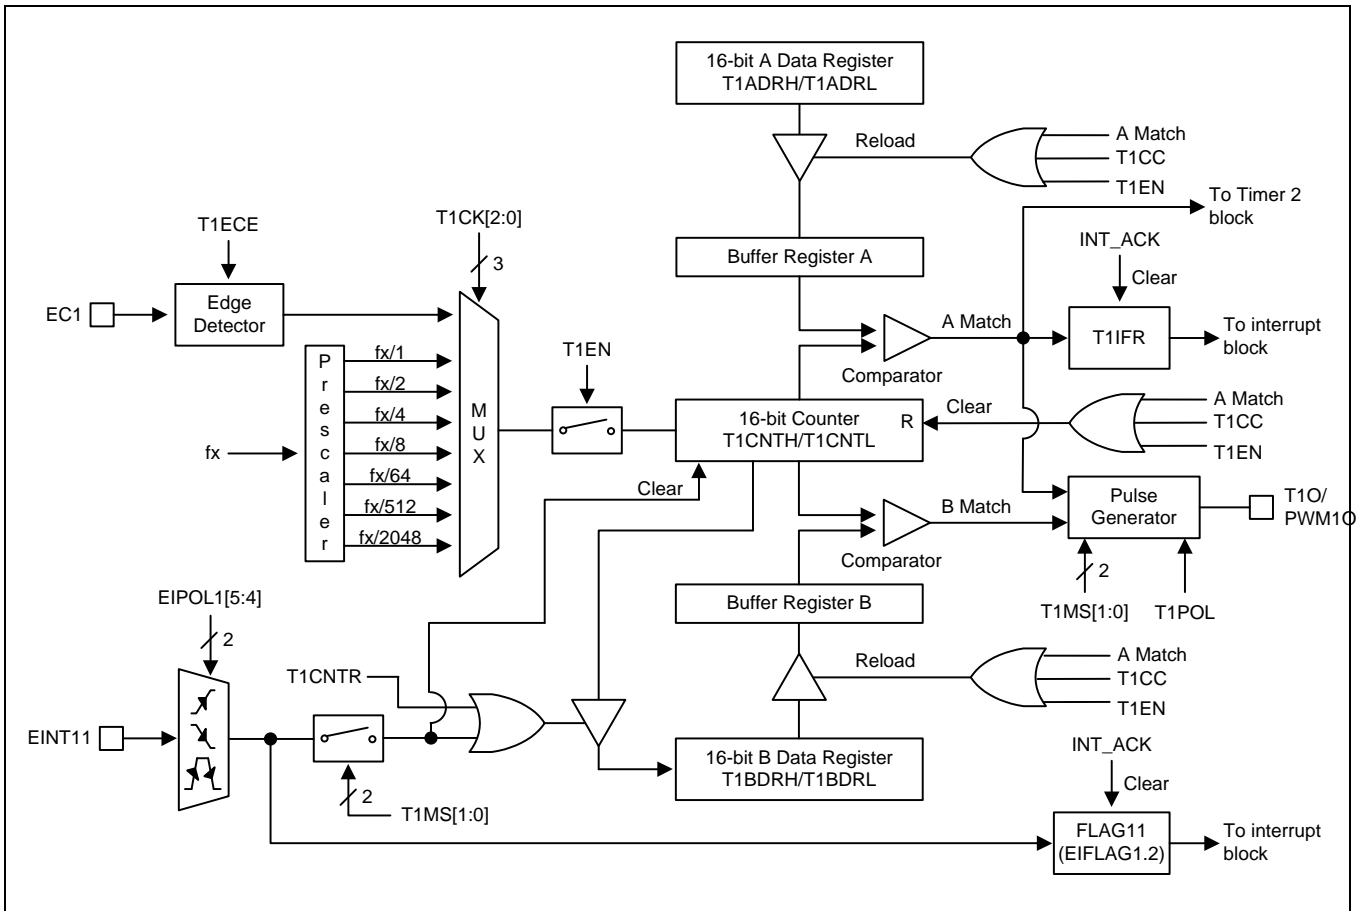 16-bit A Data Register
T1ADRH/T1ADRL
Reload
A Match
T1CC
T1EN
To Timer 2
block
T1ECE
T1CK[2:0]
3
Buffer Register A
INT_ACK
Clear
EC1
Edge
Detector
A Match
T1IFR
To interrupt
block
Comparator
Prescaler
fx/1
fx/2
fx/4
fx/8
fx/64
fx/512
fx/2048
fx
MUX
T1EN
16-bit Counter
T1CNTH/T1CNTL
R
Clear
A Match
T1CC
T1EN
Clear
B Match
Comparator
Pulse
Generator
T1O/
PWM1O
2
T1MS[1:0]
T1POL
Buffer Register B
EIPOL1[5:4]
2
Reload
A Match
T1CC
T1EN
T1CNTR
EINT11
2
T1MS[1:0]
16-bit B Data Register
T1BDRH/T1BDRL
INT_ACK
Clear
FLAG11
(EIFLAG1.2)
To interrupt
block